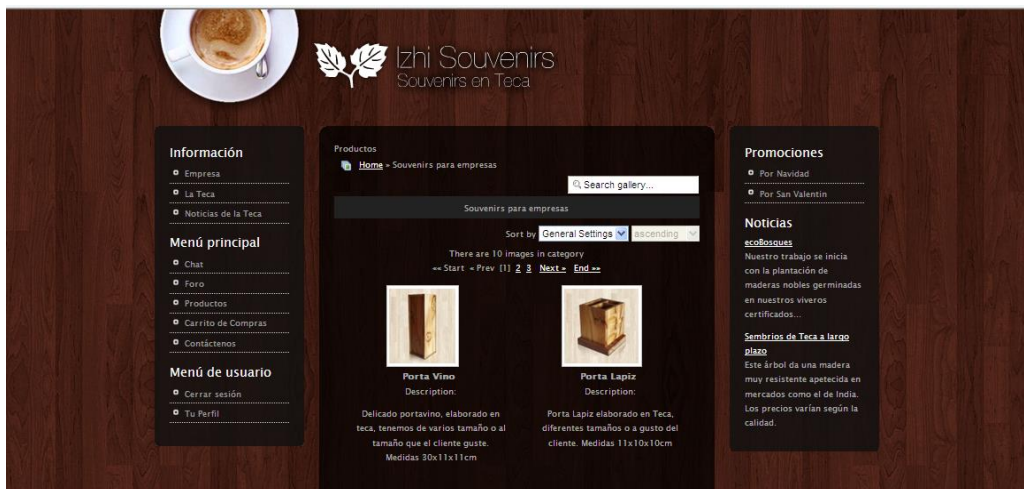 Izhi Souvenirs
Souvenirs en Teca
Información
Empresa
La Teca
Noticias de la Teca
Menú principal
Chat
Foro
Productos
Carrito de Compras
Contáctenos
Menú de usuario
Cerrar sesión
Tu Perfil
Productos
Home » Souvenirs para empresas
Search gallery...
Souvenirs para empresas
Sort by General Settings ascending
There are 10 images in category
«« Start « Prev [1] 2 3 Next » End »»
Porta Vino
Description:
Delicado portavino, elaborado en
teca, tenemos de varios tamaño o al
tamaño que el cliente guste.
Medidas 30x11x11cm
Porta Lapiz
Description:
Porta Lapiz elaborado en Teca,
diferentes tamaños o a gusto del
cliente. Medidas 11x10x10cm
Promociones
Por Navidad
Por San Valentin
Noticias
ecoBosques
Nuestro trabajo se inicia
con la plantación de
maderas nobles germinadas
en nuestros viveros
certificados...
Sembrios de Teca a largo
plazo
Este árbol da una madera
muy resistente apetecida en
mercados como el de India.
Los precios varían según la
calidad.